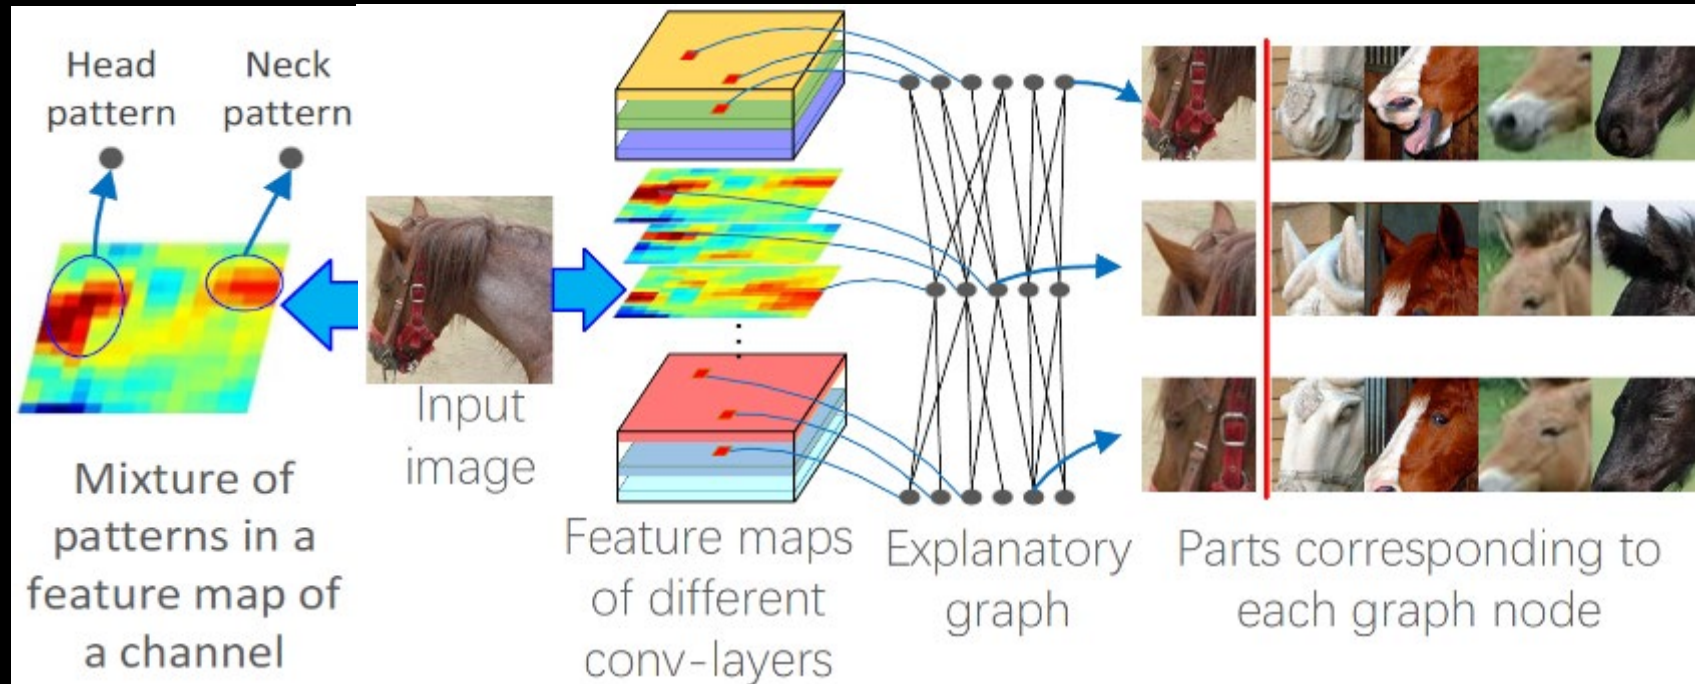 Head
pattern
Neck
pattern
Mixture of
patterns in a
feature map of
a channel
Input
image
Feature maps
of different
conv-layers
Explanatory
graph
Parts corresponding to
each graph node